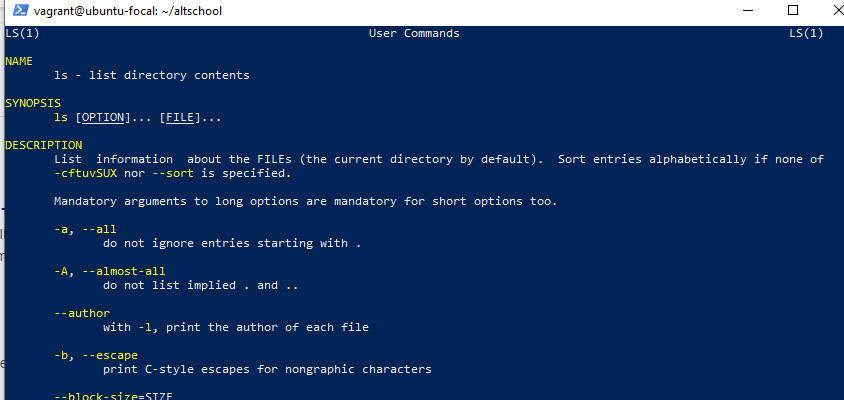 vagrant@ubuntu-focal: ~/altschool
LS(1) User Commands LS(1)
NAME
ls - list directory contents
SYNOPSIS
ls [OPTION]... [FILE]...
DESCRIPTION
List information about the FILEs (the current directory by default). Sort entries alphabetically if none of
-cftuvSUX nor --sort is specified.
Mandatory arguments to long options are mandatory for short options too.
-a, --all
do not ignore entries starting with .
-A, --almost-all
do not list implied . and ..
--author
with -l, print the author of each file
-b, --escape
print C-style escapes for nongraphic characters
--block-size=SIZE